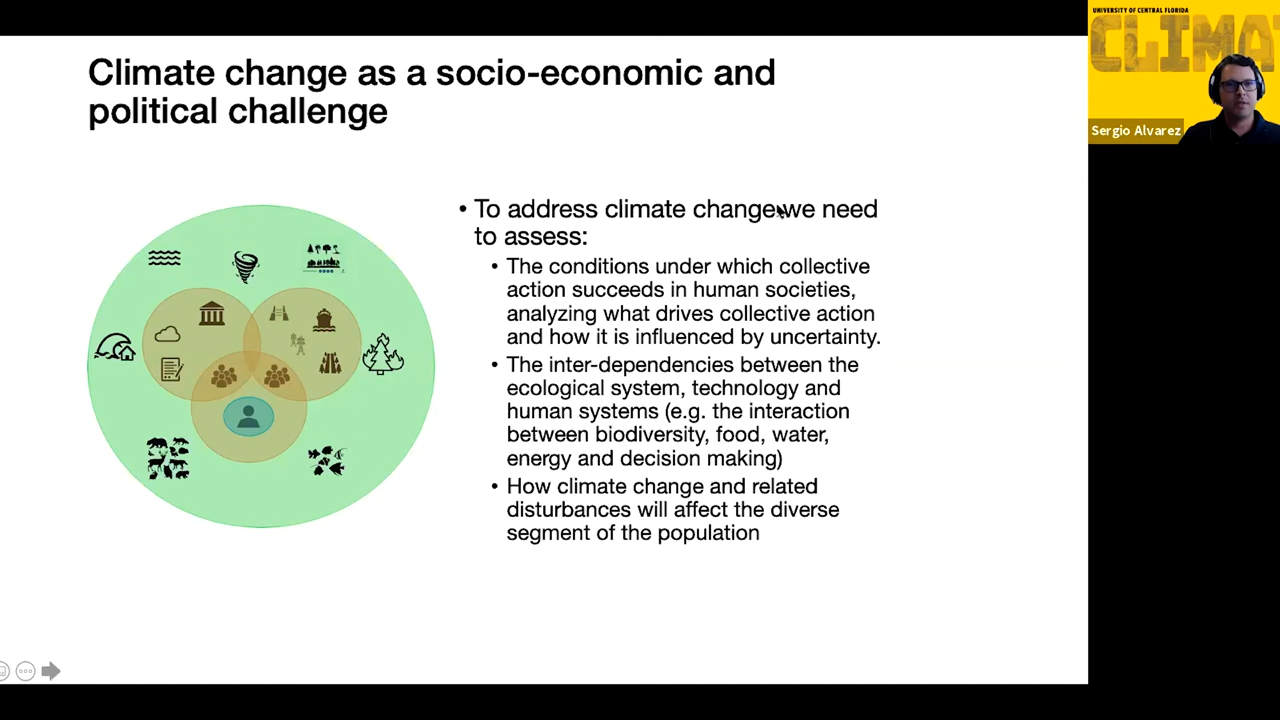 Climate change as a socio-economic and
political challenge
• To address climate change we need
to assess:
• The conditions under which collective
action succeeds in human societies,
analyzing what drives collective action
and how it is influenced by uncertainty.
• The inter-dependencies between the
ecological system, technology and
human systems (e.g. the interaction
between biodiversity, food, water,
energy and decision making)
• How climate change and related
disturbances will affect the diverse
segment of the population
UNIVERSITY OF CENTRAL FLORIDA
CLIMA
Sergio Alvarez